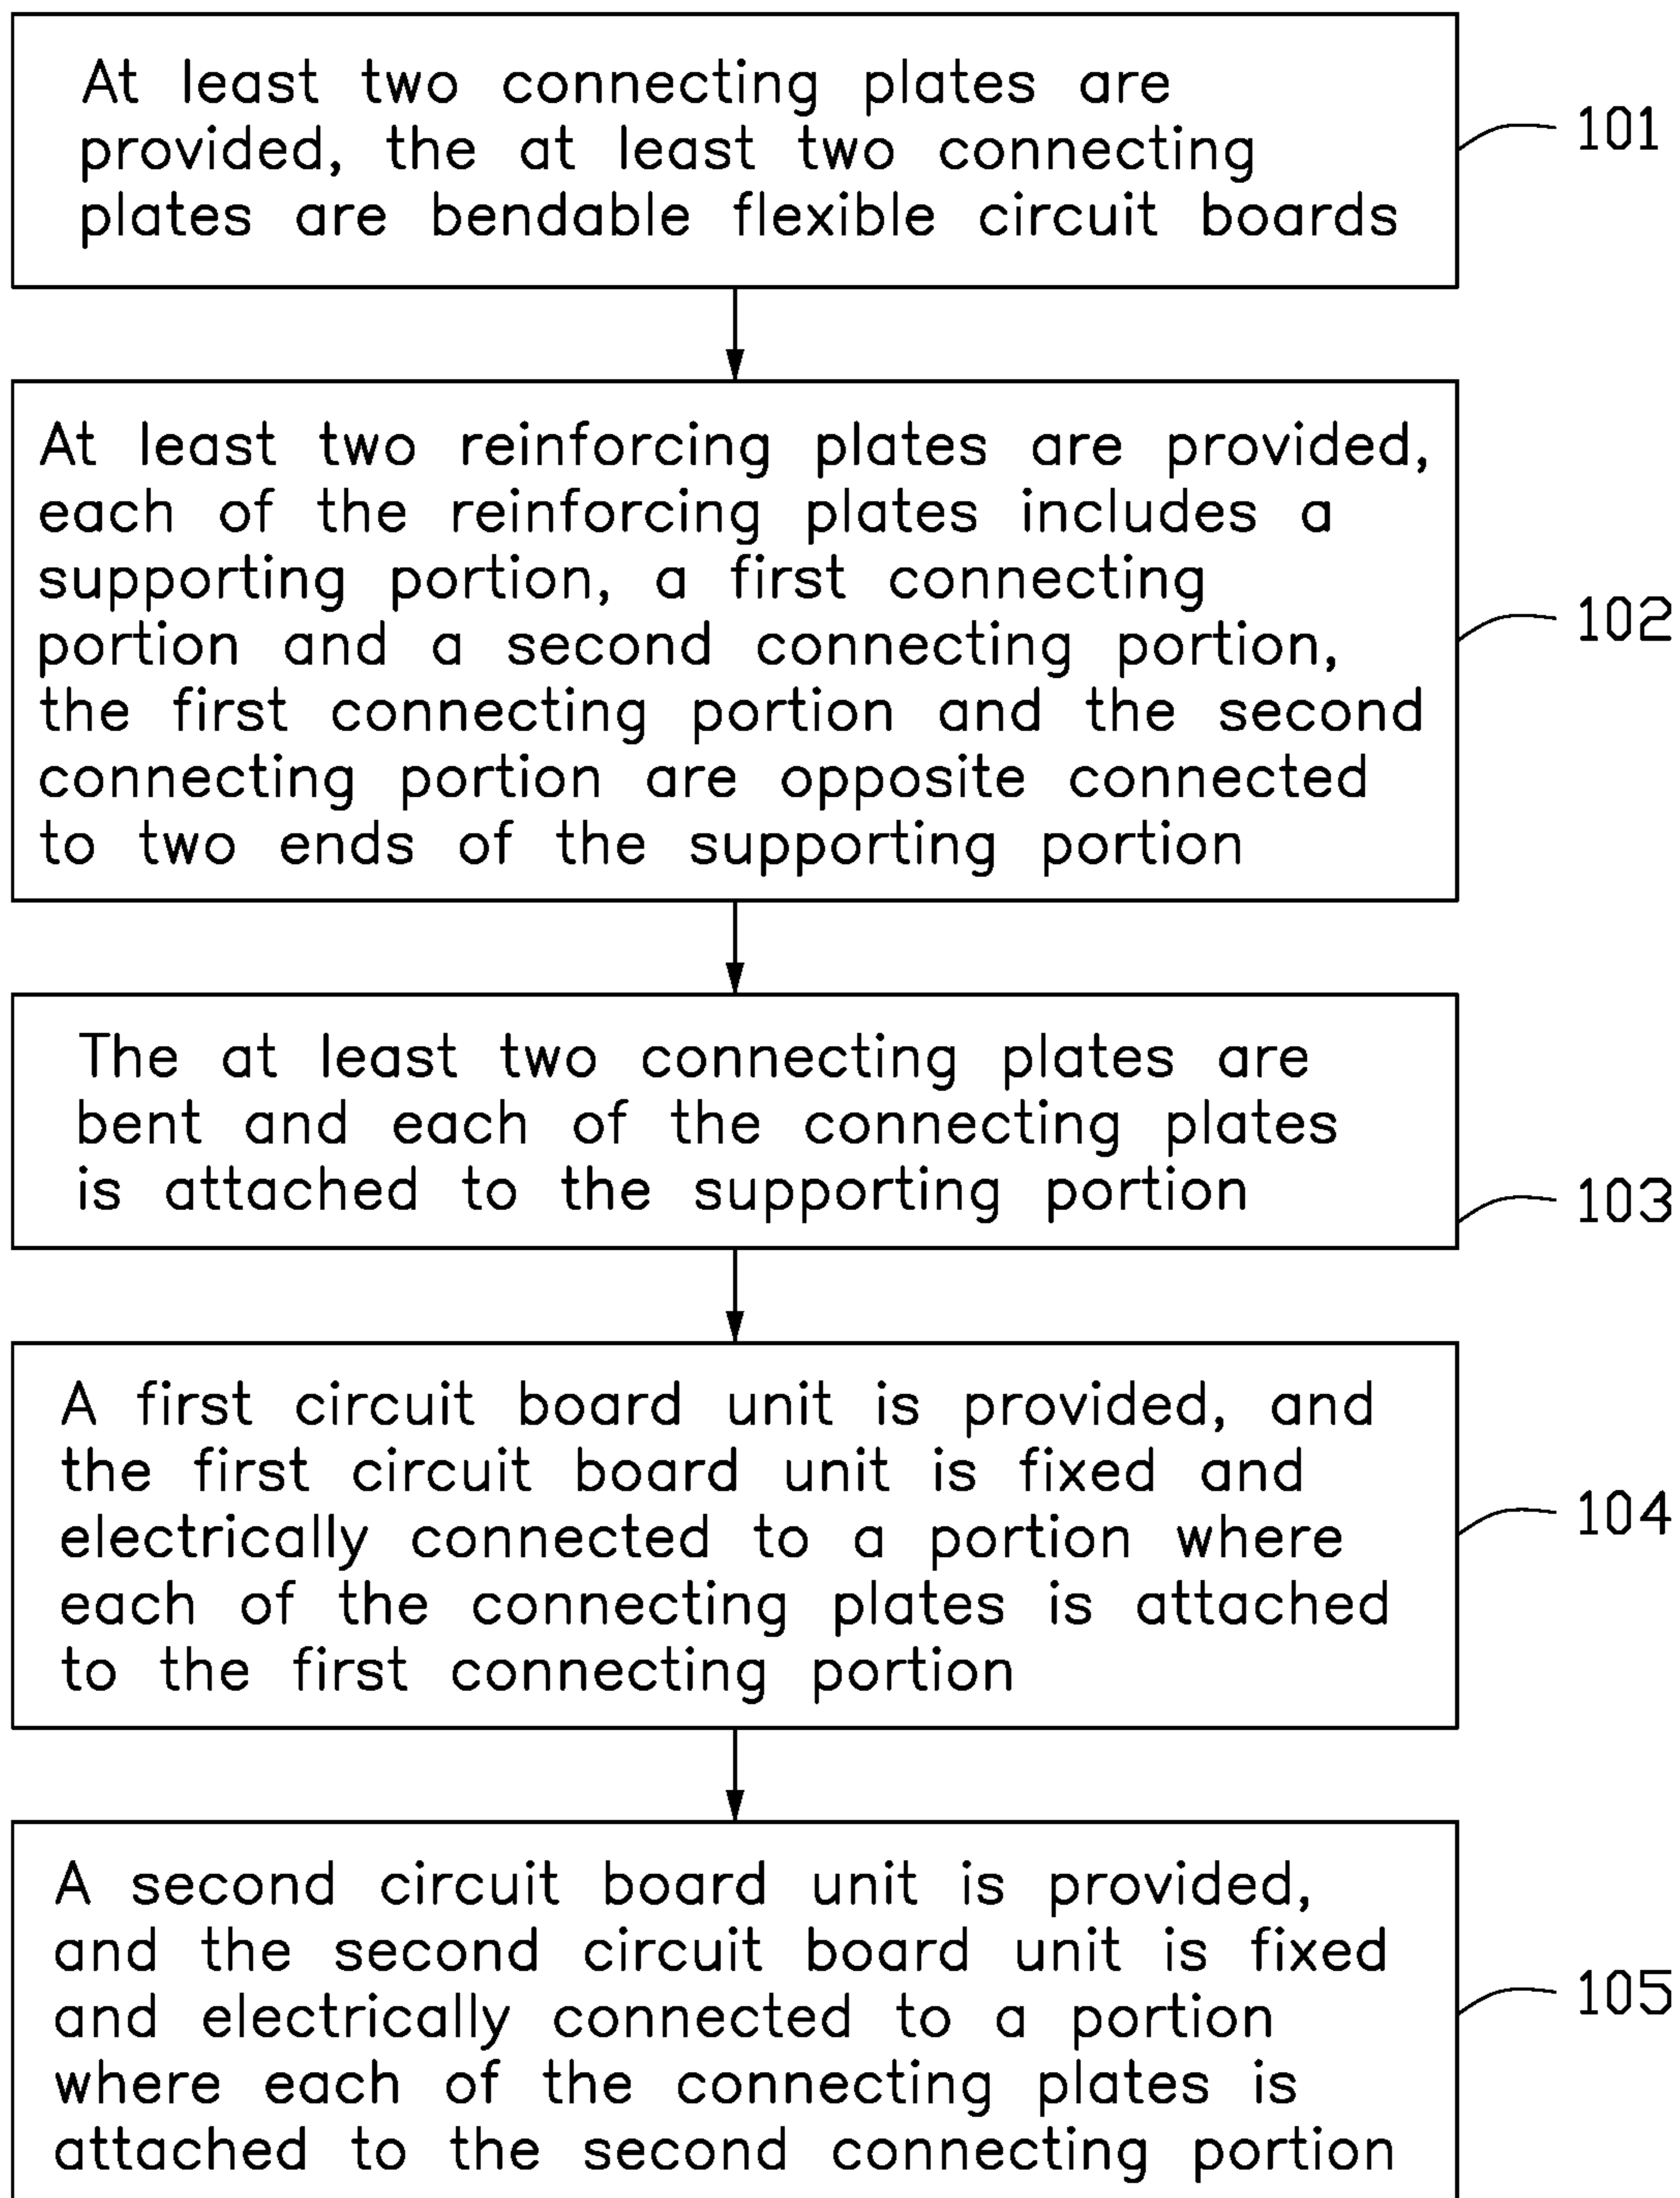 At least two connecting plates are
provided, the at least two connecting
plates are bendable flexible circuit boards
101
At least two reinforcing plates are provided,
each of the reinforcing plates includes a
supporting portion, a first connecting
portion and a second connecting portion,
the first connecting portion and the second
connecting portion are opposite connected
to two ends of the supporting portion
102
The at least two connecting plates are
bent and each of the connecting plates
is attached to the supporting portion
103
A first circuit board unit is provided, and
the first circuit board unit is fixed and
electrically connected to a portion where
each of the connecting plates is attached
to the first connecting portion
104
A second circuit board unit is provided,
and the second circuit board unit is fixed
and electrically connected to a portion
where each of the connecting plates is
attached to the second connecting portion
105